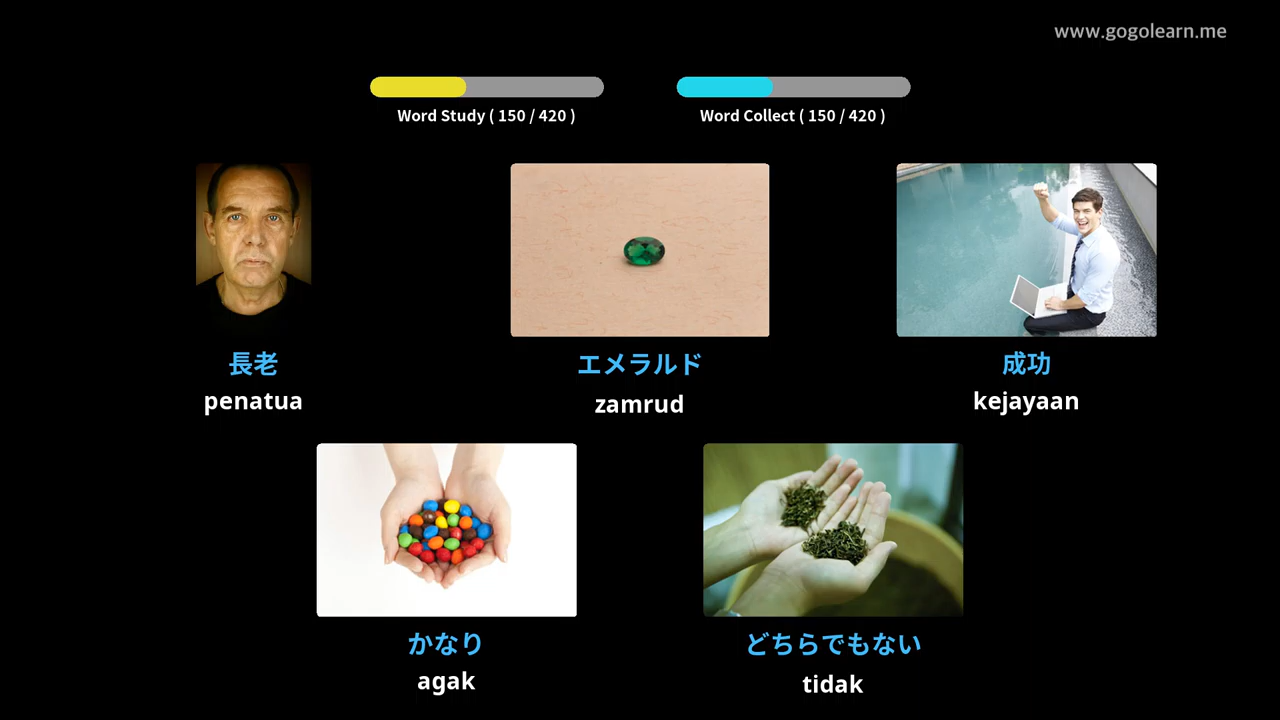 www.gogolearn.me
Word Study ( 150 / 420 )
Word Collect ( 150 / 420 )
長老
penatua
エメラルド
zamrud
成功
kejayaan
かなり
agak
どちらでもない
tidak